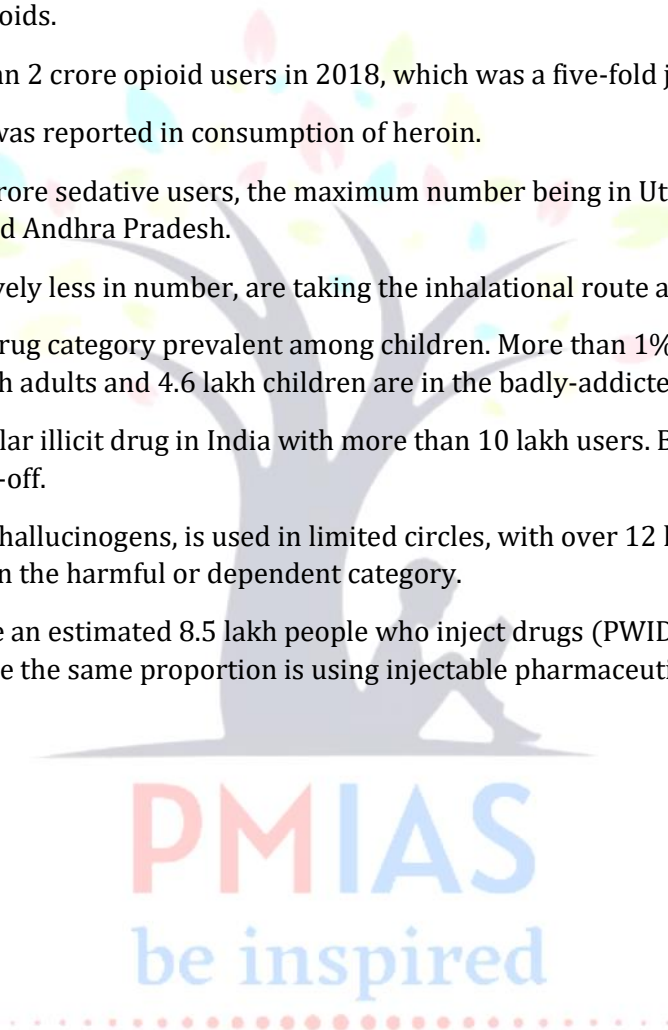 oids.
an 2 crore opioid users in 2018, which was a five-fold j
was reported in consumption of heroin.
rore sedative users, the maximum number being in Ut
d Andhra Pradesh.
vely less in number, are taking the inhalational route a
rug category prevalent among children. More than 1%
h adults and 4.6 lakh children are in the badly-addicte
lar illicit drug in India with more than 10 lakh users. E
-off.
hallucinogens, is used in limited circles, with over 12 l
n the harmful or dependent category.
e an estimated 8.5 lakh people who inject drugs (PWID
e the same proportion is using injectable pharmaceuti
PMIAS
be inspired